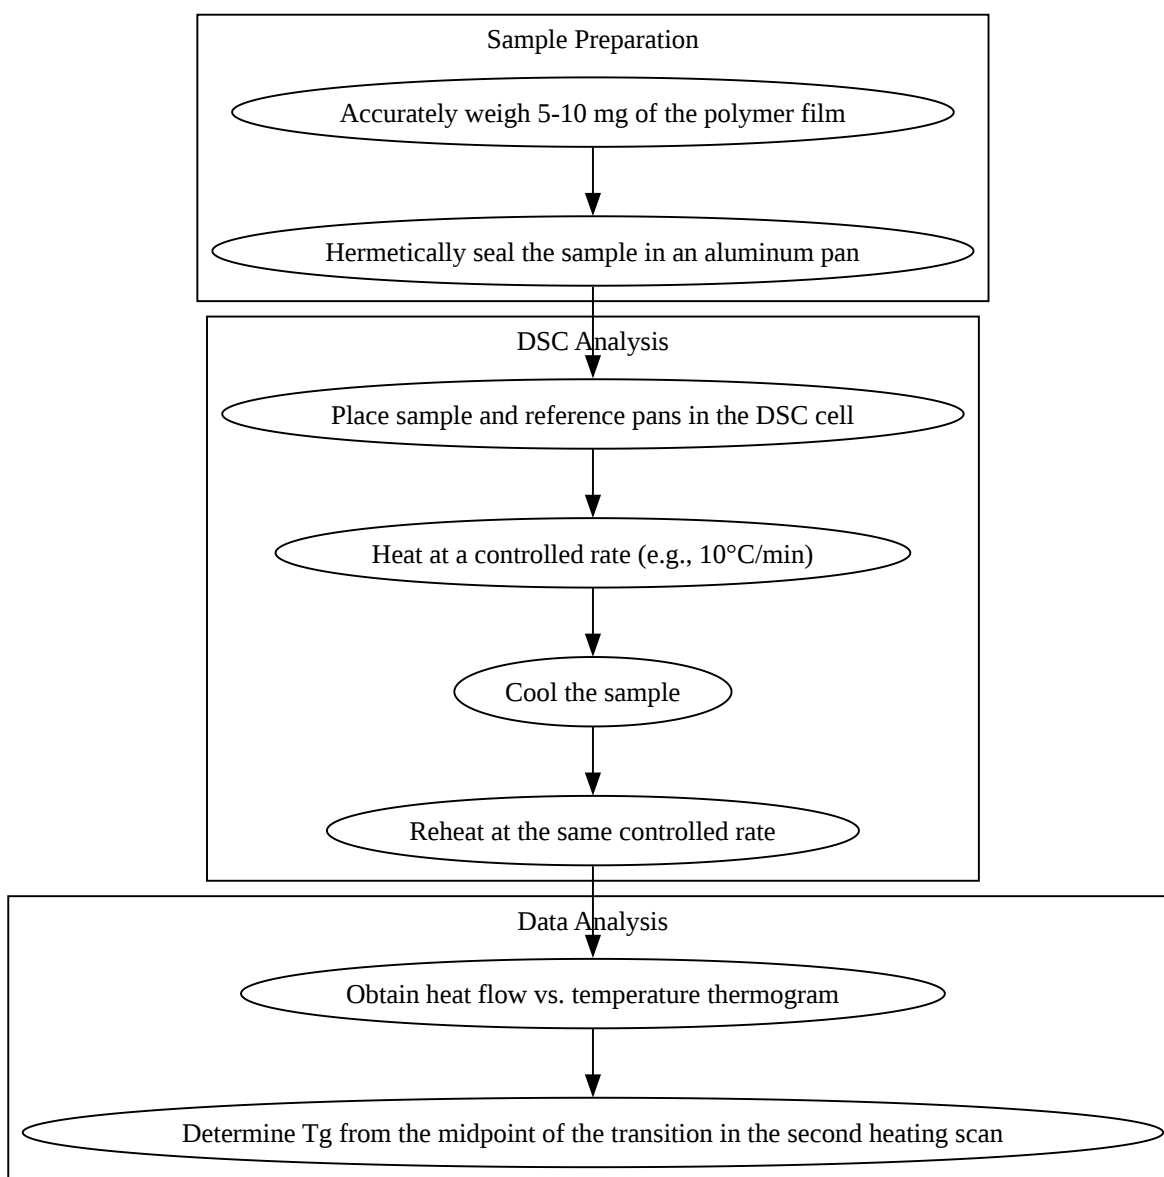 Sample Preparation
Accurately weigh 5-10 mg of the polymer film
Hermetically seal the sample in an aluminum pan
DSC Analysis
Place sample and reference pans in the DSC cell
Heat at a controlled rate (e.g., 10°C/min)
Cool the sample
Reheat at the same controlled rate
Data Analysis
Obtain heat flow vs. temperature thermogram
Determine Tg from the midpoint of the transition in the second heating scan